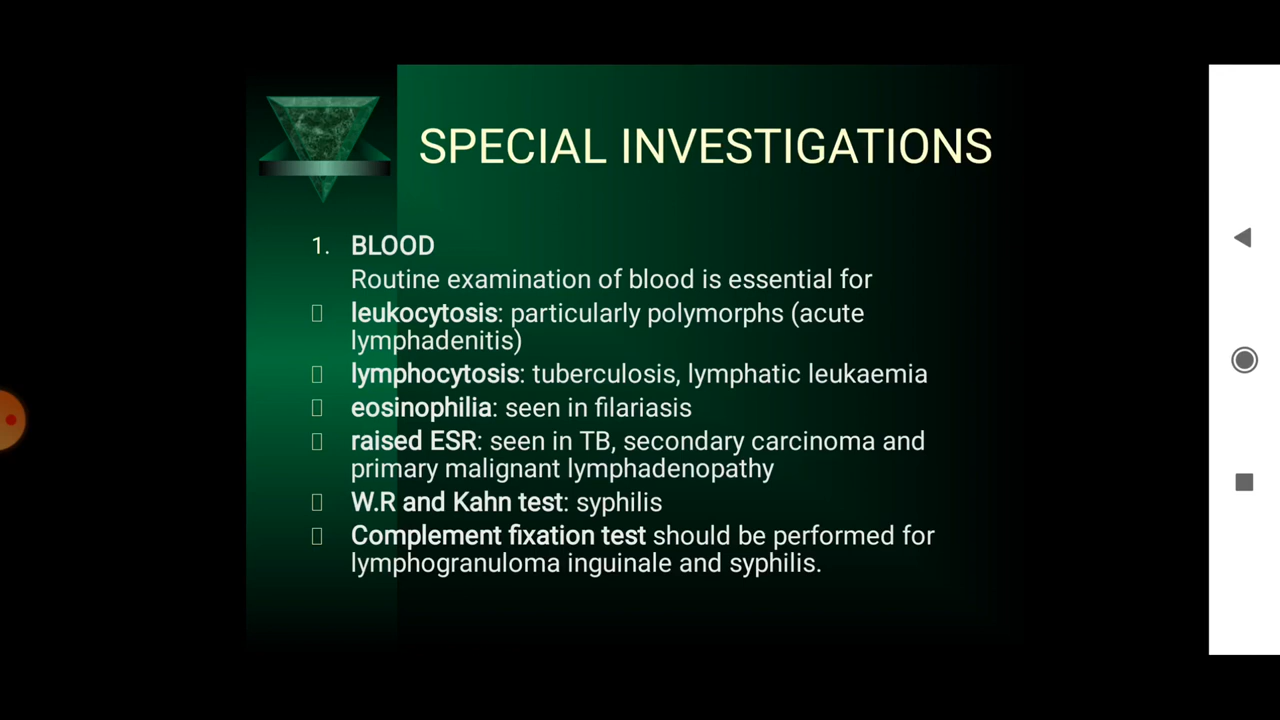 SPECIAL INVESTIGATIONS
1. BLOOD
Routine examination of blood is essential for
leukocytosis: particularly polymorphs (acute
lymphadenitis)
lymphocytosis: tuberculosis, lymphatic leukaemia
eosinophilia: seen in filariasis
raised ESR: seen in TB, secondary carcinoma and
primary malignant lymphadenopathy
W.R and Kahn test: syphilis
Complement fixation test should be performed for
lymphogranuloma inguinale and syphilis.